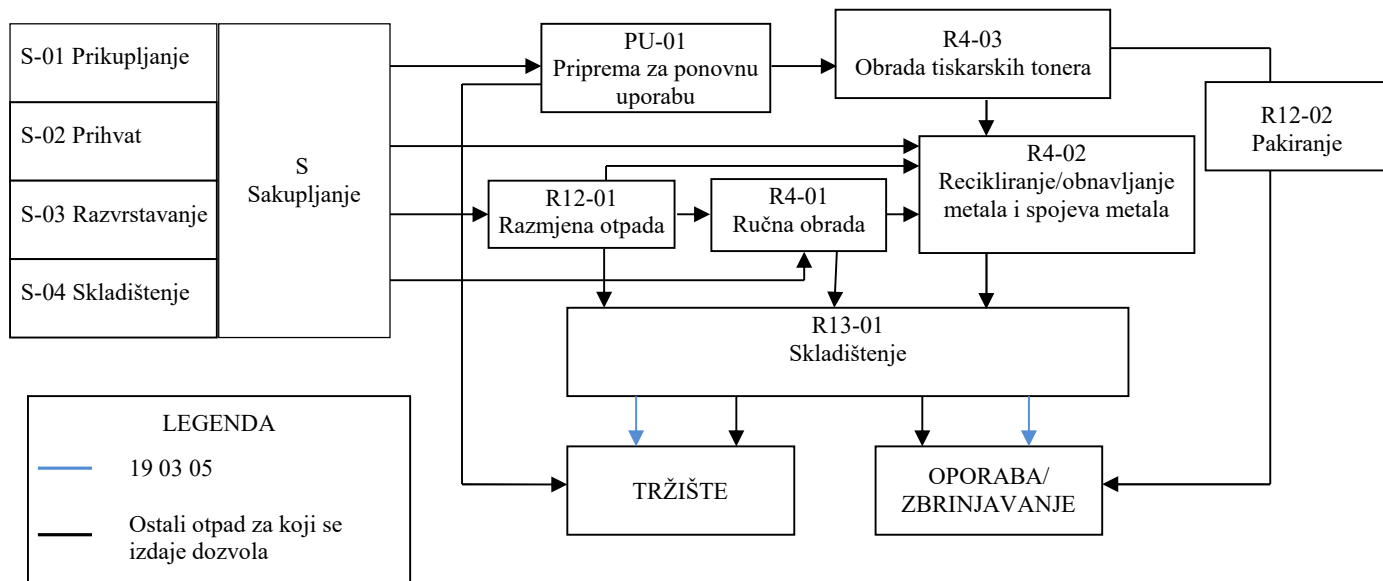 S-01 Prikupljanje
S-02 Prihvat
S-03 Razvrstavanje
S-04 Skladištenje
S
Sakupljanje
PU-01
Priprema za ponovnu
uporabu
R4-03
Obrada tiskarskih tonera
R12-02
Pakiranje
R12-01
Razmjena otpada
R4-01
Ručna obrada
R4-02
Recikliranje/obnavljanje
metala i spojeva metala
R13-01
Skladištenje
TRŽIŠTE
OPORABA/
ZBRINJAVANJE
LEGENDA
19 03 05
Ostali otpad za koji se
izdaje dozvola